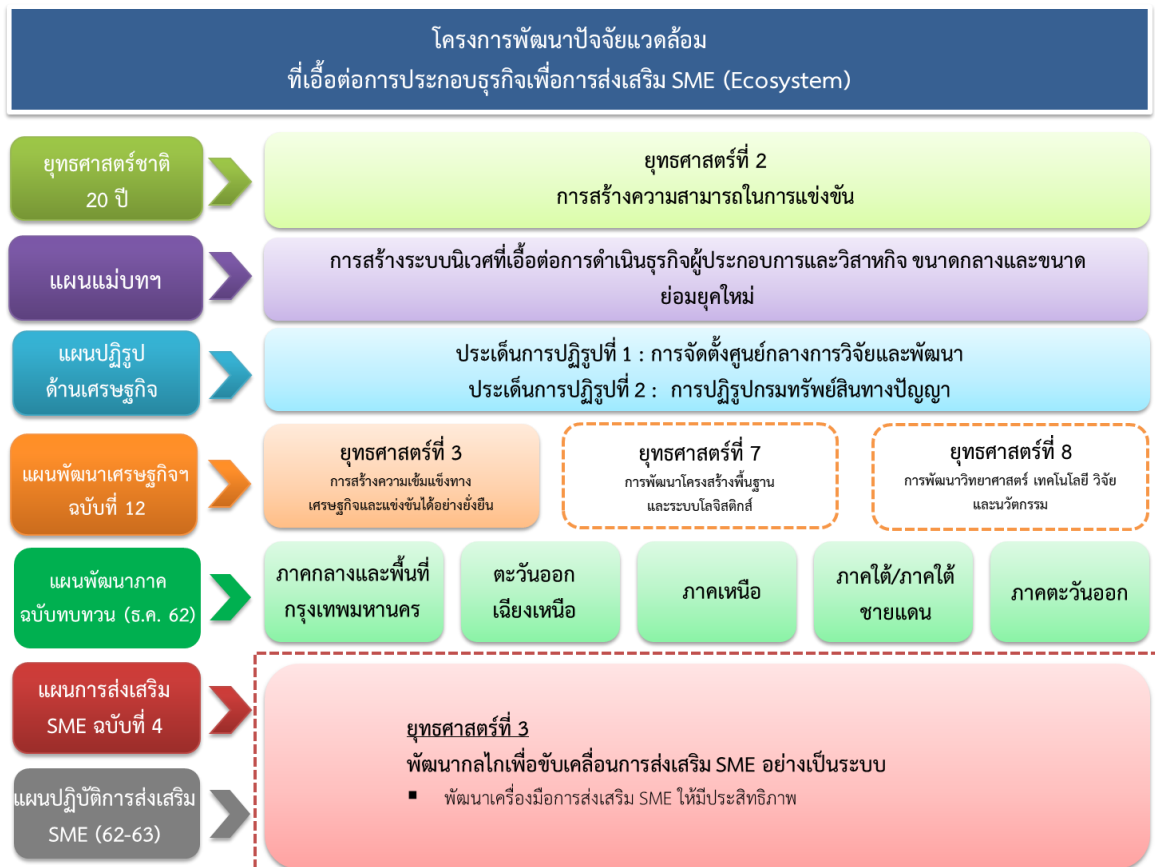 โครงการพัฒนาปัจจัยแวดล้อม
ที่เอื้อต่อการประกอบธุรกิจเพื่อการส่งเสริม SME (Ecosystem)
ยุทธศาสตร์ชาติ
20 ปี
ยุทธศาสตร์ที่ 2
การสร้างความสามารถในการแข่งขัน
แผนแม่บทฯ
การสร้างระบบนิเวศที่เอื้อต่อการดำเนินธุรกิจผู้ประกอบการและวิสาหกิจ ขนาดกลางและขนาด
ย่อมยุคใหม่
แผนปฏิรูป
ด้านเศรษฐกิจ
ประเด็นการปฏิรูปที่ 1 : การจัดตั้งศูนย์กลางการวิจัยและพัฒนา
ประเด็นการปฏิรูปที่ 2 : การปฏิรูปกรมทรัพย์สินทางปัญญา
แผนพัฒนาเศรษฐกิจฯ
ฉบับที่ 12
ยุทธศาสตร์ที่ 3
การสร้างความเข้มแข็งทาง
เศรษฐกิจและแข่งขันได้อย่างยั่งยืน
ยุทธศาสตร์ที่ 7
การพัฒนาโครงสร้างพื้นฐาน
และระบบโลจิสติกส์
ยุทธศาสตร์ที่ 8
การพัฒนาวิทยาศาสตร์ เทคโนโลยี วิจัย
และนวัตกรรม
แผนพัฒนาภาค
ฉบับทบทวน (ธ.ค. 62)
ภาคกลางและพื้นที่
กรุงเทพมหานคร
ตะวันออก
เฉียงเหนือ
ภาคเหนือ
ภาคใต้/ภาคใต้
ชายแดน
ภาคตะวันออก
แผนการส่งเสริม
SME ฉบับที่ 4
แผนปฏิบัติการส่งเสริม
SME (62-63)
ยุทธศาสตร์ที่ 3
พัฒนากลไกเพื่อขับเคลื่อนการส่งเสริม SME อย่างเป็นระบบ
▪ พัฒนาเครื่องมือการส่งเสริม SME ให้มีประสิทธิภาพ